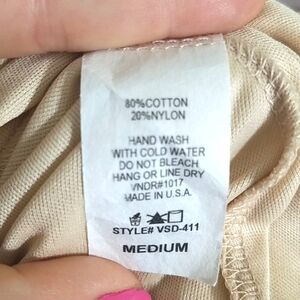 80%COTTON
20%NYLON
HAND WASH
WITH COLD WATER
DO NOT BLEACH
HANG OR LINE DRY
VNDR#1017
MADE IN U.S.A.
STYLE# VSD-411
MEDIUM